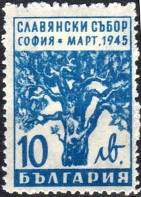 СЛАВЯНСКИ СЪБОР
СОФИЯ • МАРТ, 1945
10 лв.
БЪЛГАРИЯ